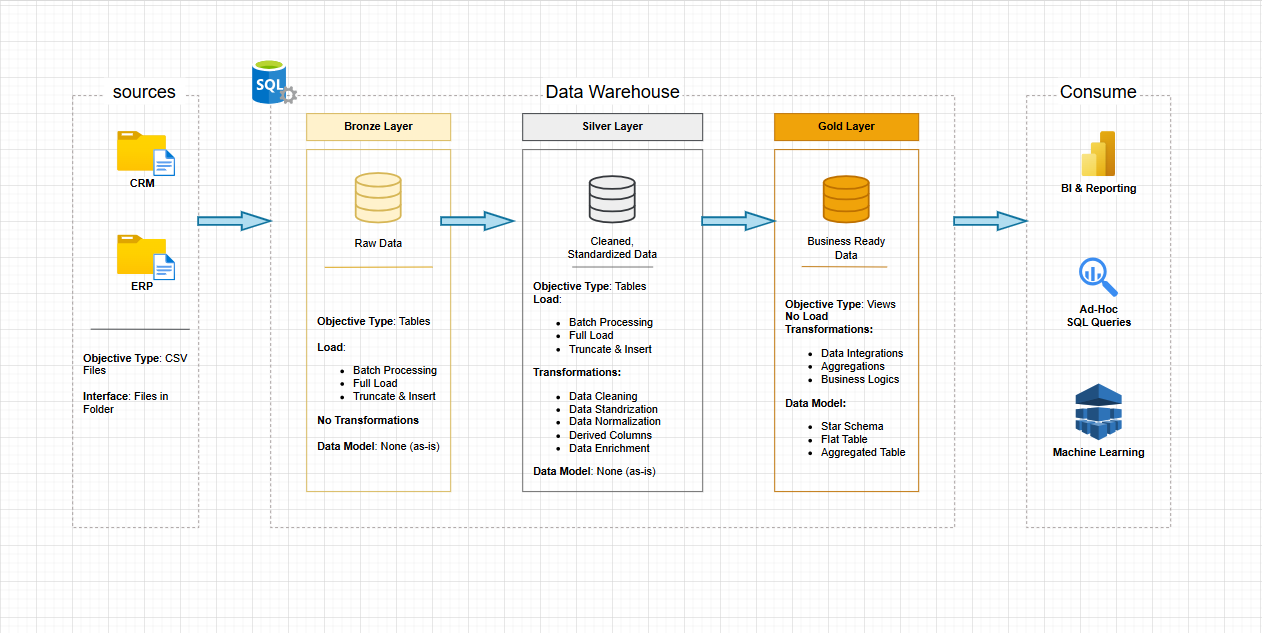 sources
CRM
ERP
Objective Type: CSV
Files
Interface: Files in
Folder
SQL
Data Warehouse
Bronze Layer
Raw Data
Objective Type: Tables
Load:
Batch Processing
Full Load
Truncate & Insert
No Transformations
Data Model: None (as-is)
Silver Layer
Cleaned,
Standardized Data
Objective Type: Tables
Load:
Batch Processing
Full Load
Truncate & Insert
Transformations:
Data Cleaning
Data Standrization
Data Normalization
Derived Columns
Data Enrichment
Data Model: None (as-is)
Gold Layer
Business Ready
Data
Objective Type: Views
No Load
Transformations:
Data Integrations
Aggregations
Business Logics
Data Model:
Star Schema
Flat Table
Aggregated Table
Consume
BI & Reporting
Ad-Hoc
SQL Queries
Machine Learning